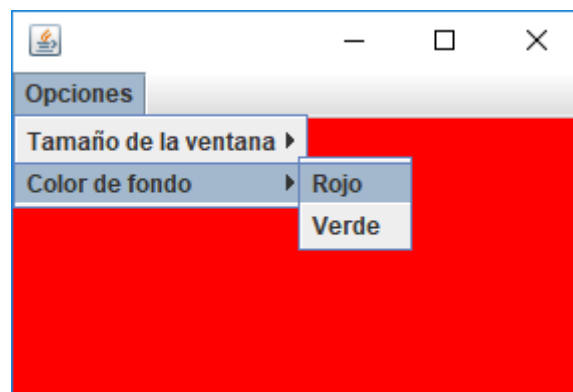 Opciones
Tamaño de la ventana
Color de fondo
Rojo
Verde